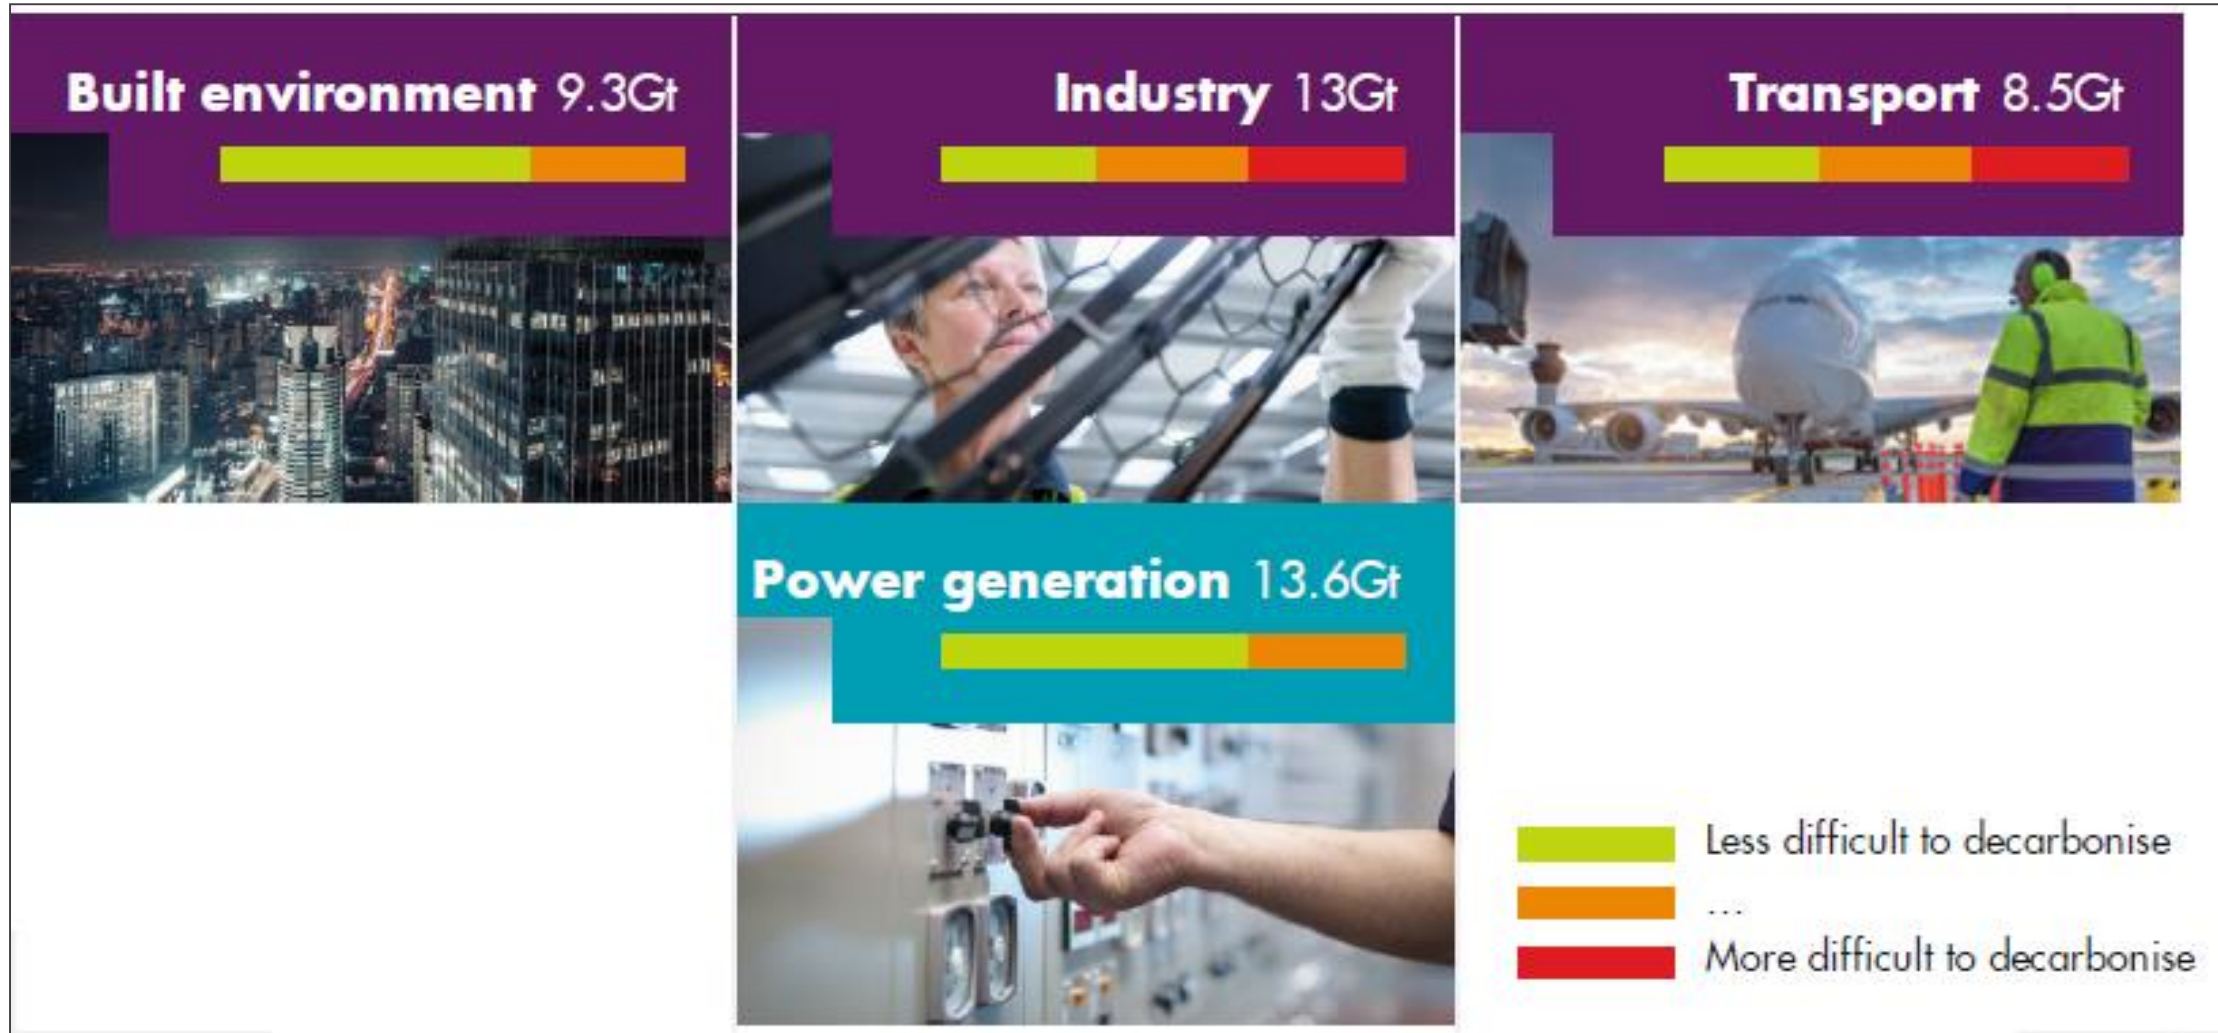 Built environment 9.3Gt
Industry 13Gt
Transport 8.5Gt
Power generation 13.6Gt
Less difficult to decarbonise
...
More difficult to decarbonise